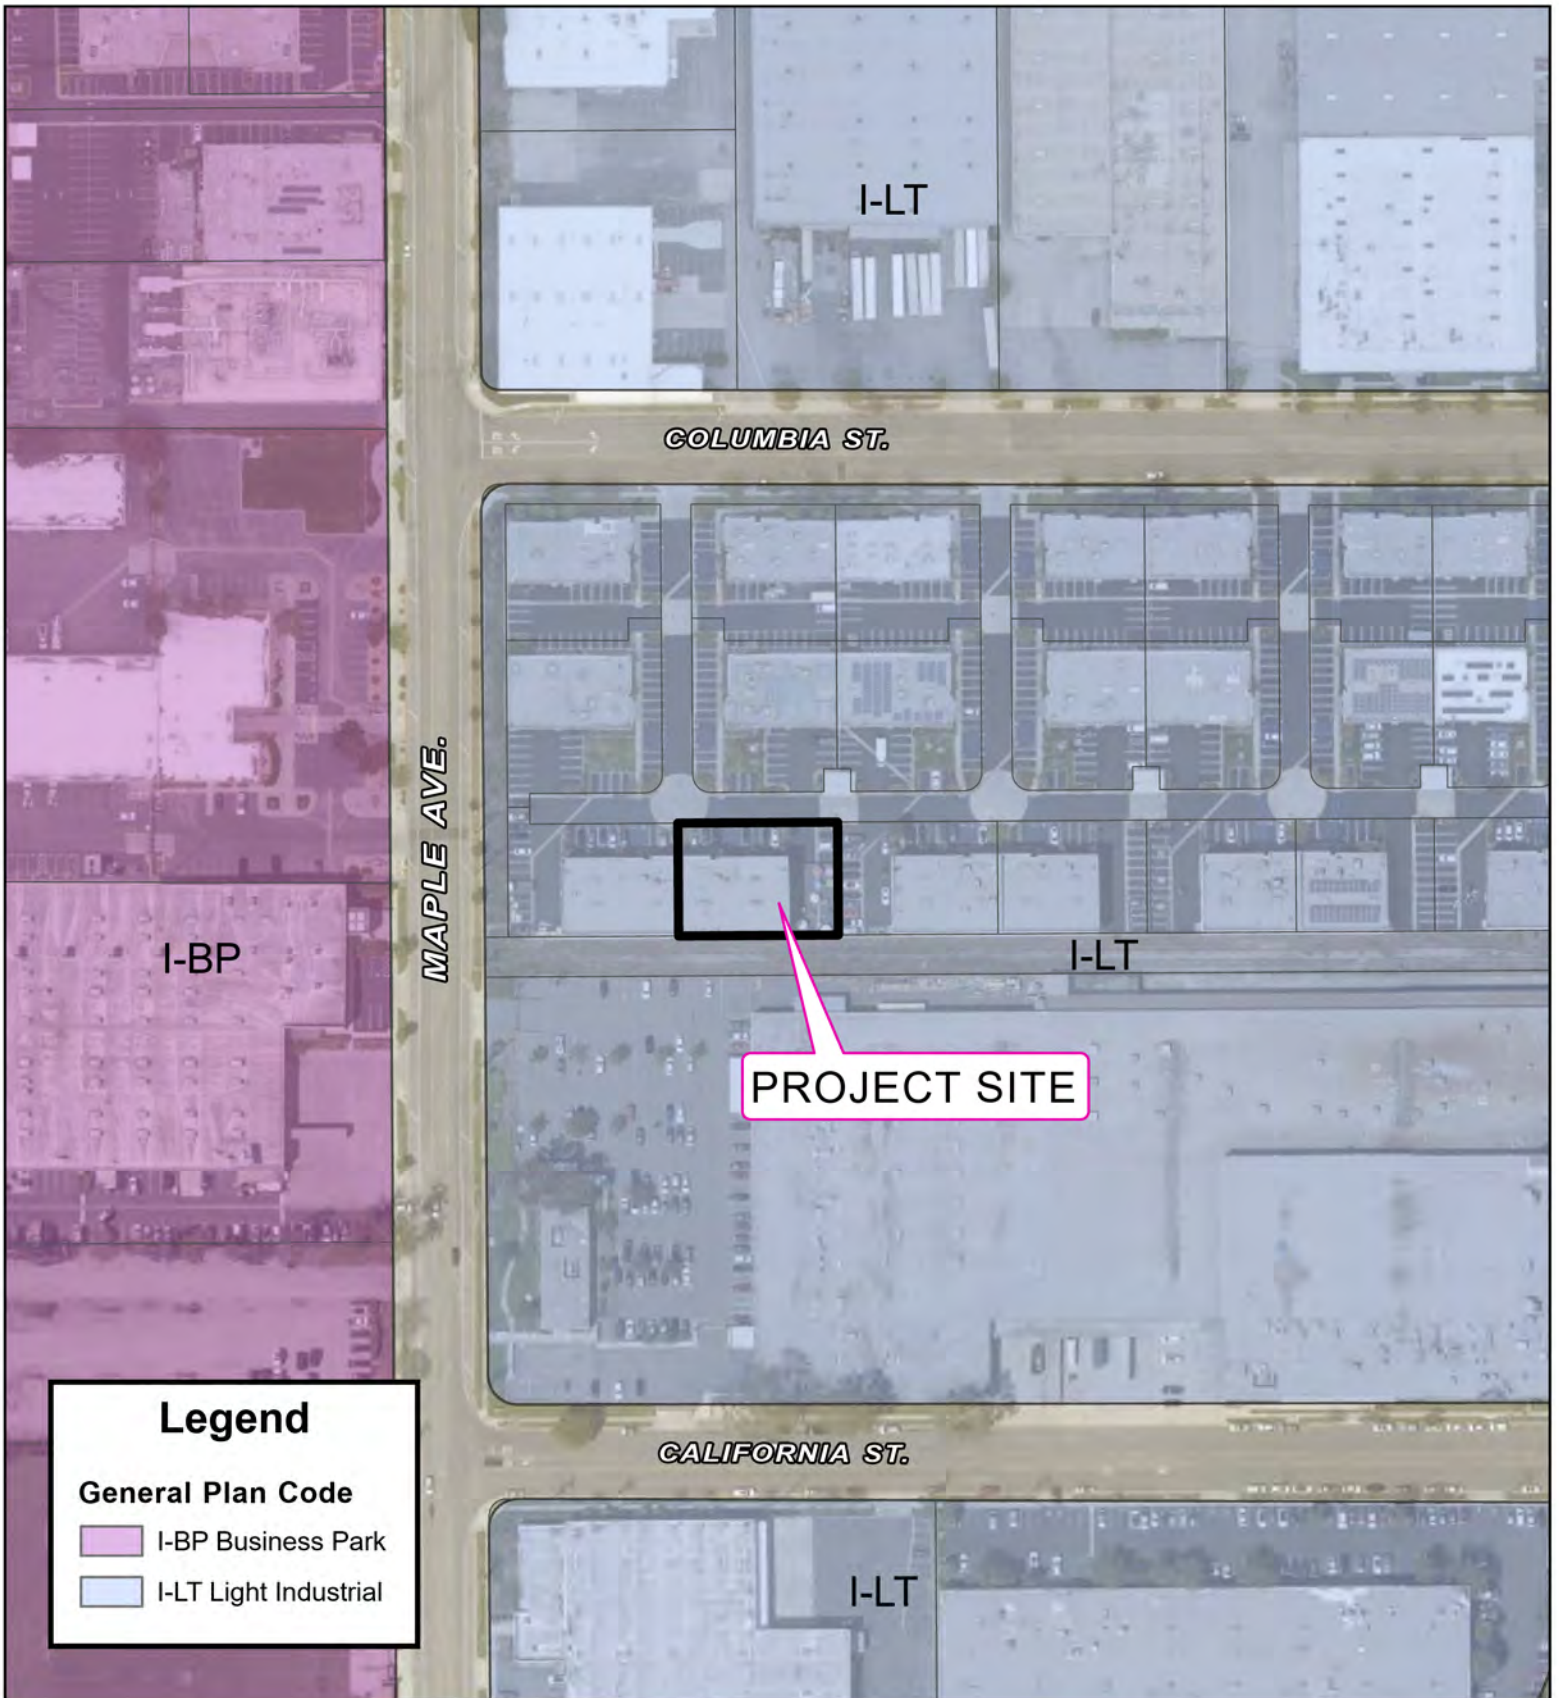 I-LT
COLUMBIA ST.
MAPLE AVE.
I-BP
I-LT
PROJECT SITE
CALIFORNIA ST.
I-LT
Legend
General Plan Code
I-BP Business Park
I-LT Light Industrial